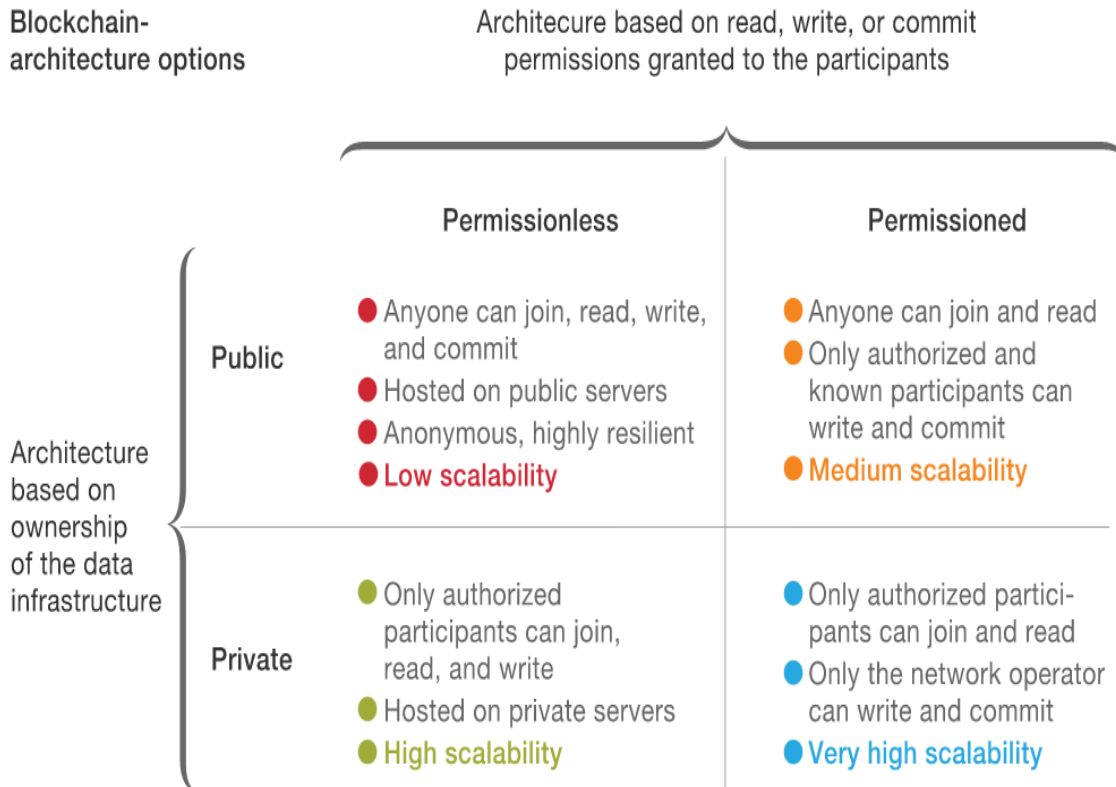 Blockchain-
architecture options
Architecure based on read, write, or commit
permissions granted to the participants
Permissionless
Permissioned
Public
Anyone can join, read, write,
and commit
Hosted on public servers
Anonymous, highly resilient
Low scalability
Anyone can join and read
Only authorized and
known participants can
write and commit
Medium scalability
Architecture
based on
ownership
of the data
infrastructure
Private
Only authorized
participants can join,
read, and write
Hosted on private servers
High scalability
Only authorized partici-
pants can join and read
Only the network operator
can write and commit
Very high scalability